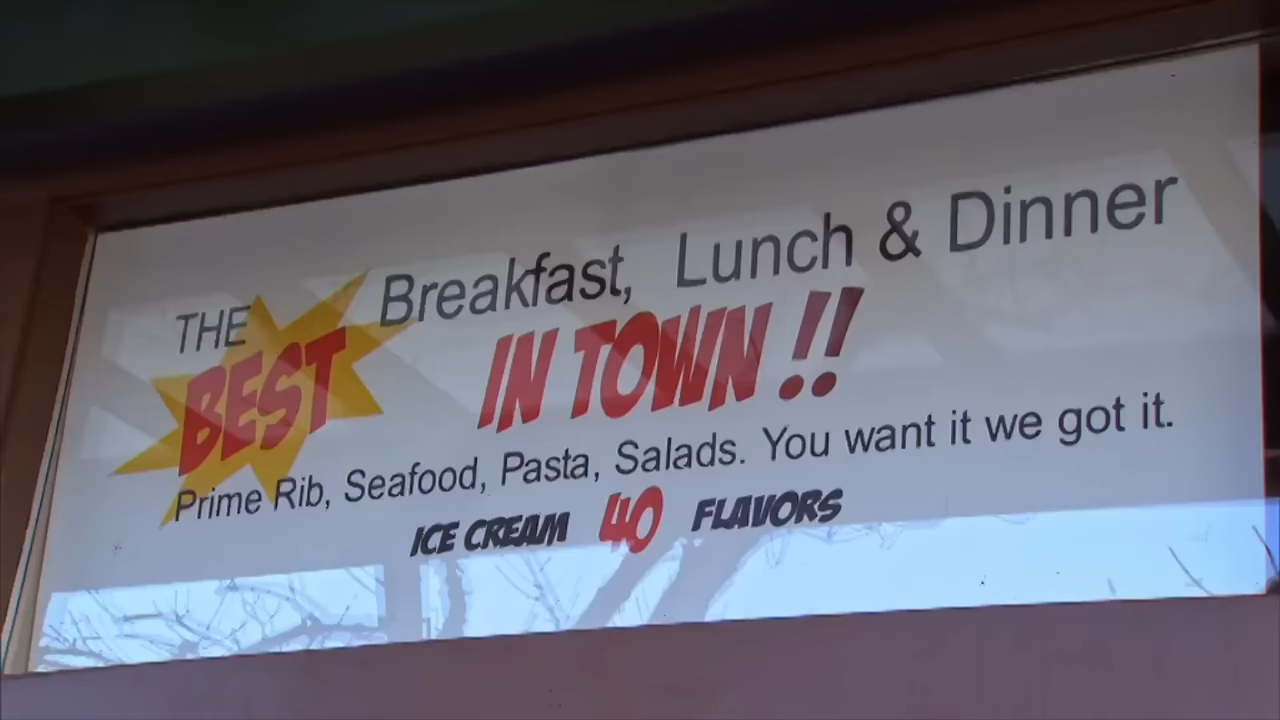 THE Breakfast, Lunch & Dinner
BEST IN TOWN !!
Prime Rib, Seafood, Pasta, Salads. You want it we got it.
ICE CREAM 40 FLAVORS